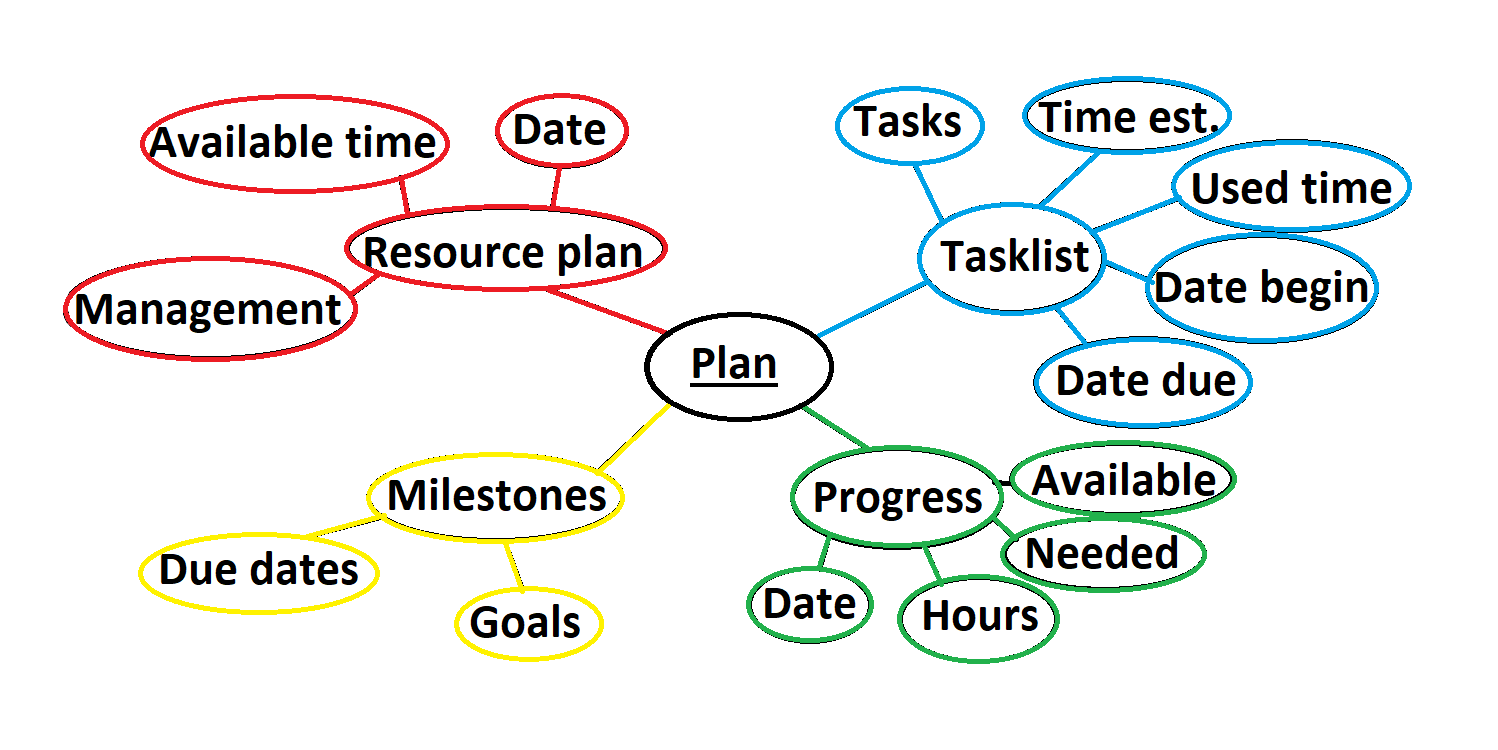 Available time
Date
Resource plan
Management
Tasks
Time est.
Used time
Tasklist
Date begin
Date due
Plan
Milestones
Due dates
Goals
Progress
Available
Needed
Date
Hours